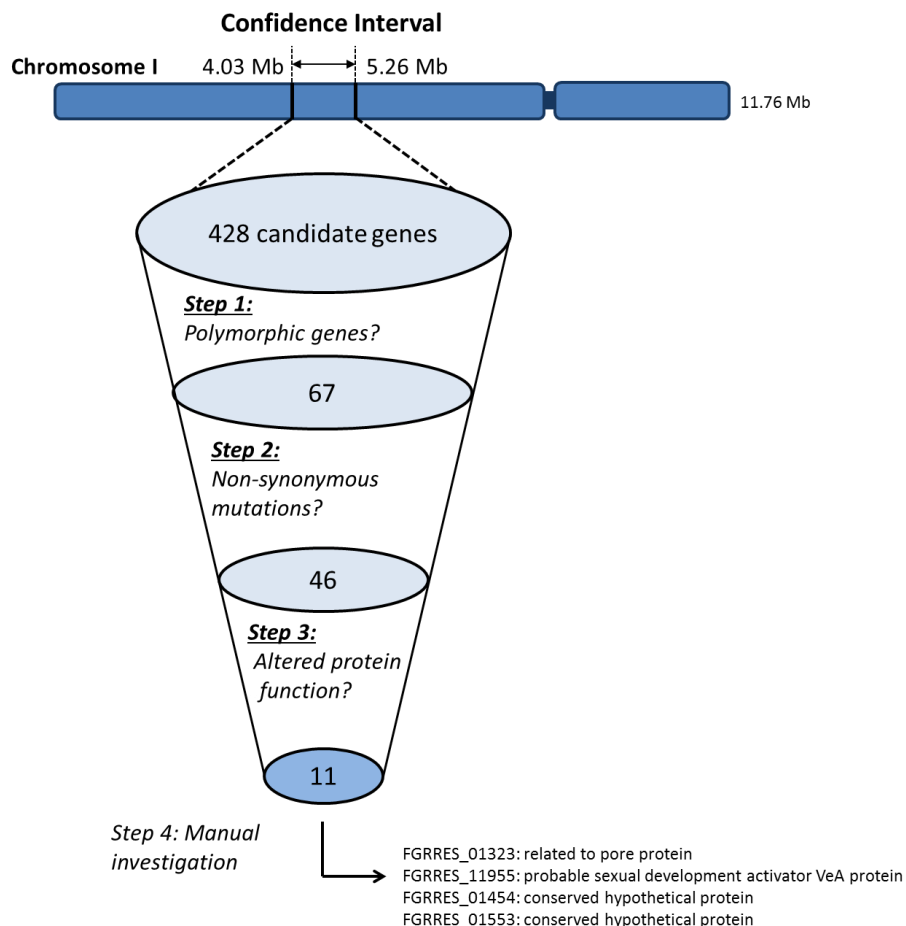 Confidence Interval
Chromosome I 4.03 Mb 5.26 Mb
11.76 Mb
428 candidate genes
Step 1:
Polymorphic genes?
67
Step 2:
Non-synonymous
mutations?
46
Step 3:
Altered protein
function?
11
Step 4: Manual
investigation
FGRRES_01323: related to pore protein
FGRRES_11955: probable sexual development activator VeA protein
FGRRES_01454: conserved hypothetical protein
FGRRES_01553: conserved hypothetical protein